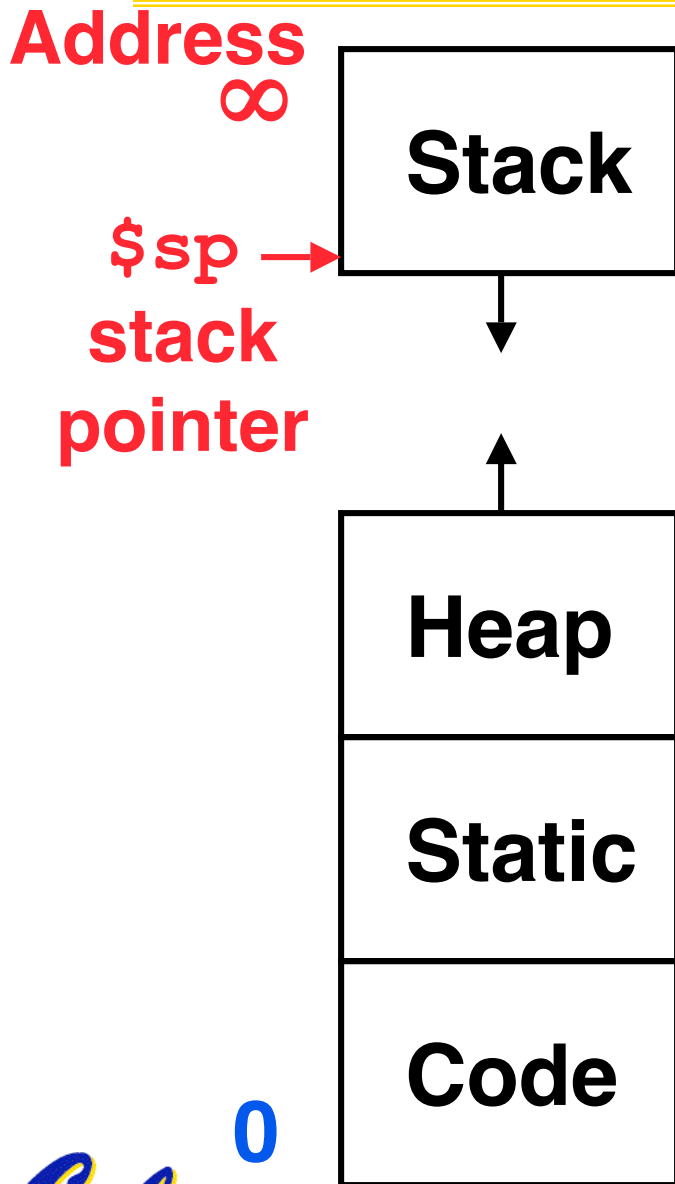 Address
∞
Stack
$sp
stack
pointer
Heap
Static
Code
0